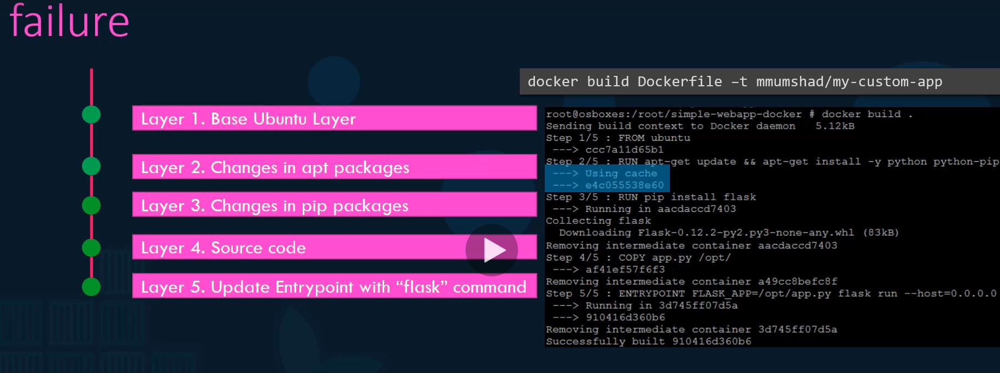 failure
docker build Dockerfile –t mmumshad/my-custom-app
Layer 1. Base Ubuntu Layer
Layer 2. Changes in apt packages
Layer 3. Changes in pip packages
Layer 4. Source code
Layer 5. Update Entrypoint with “flask” command
root@osboxes:/root/simple-webapp-docker # docker build .
Sending build context to Docker daemon   5.12kB
Step 1/5 : FROM ubuntu
 ---> ccc7a11d65b1
Step 2/5 : RUN apt-get update && apt-get install -y python python-pip
 ---> Using cache
 ---> e4c055538e60
Step 3/5 : RUN pip install flask
 ---> Running in aacdaccd7403
Collecting flask
  Downloading Flask-0.12.2-py2.py3-none-any.whl (83kB)
Removing intermediate container aacdaccd7403
Step 4/5 : COPY app.py /opt/
 ---> af41ef57f6f3
Removing intermediate container a49cc8befc8f
Step 5/5 : ENTRYPOINT FLASK_APP=/opt/app.py flask run --host=0.0.0.0
 ---> Running in 3d745ff07d5a
 ---> 910416d360b6
Removing intermediate container 3d745ff07d5a
Successfully built 910416d360b6